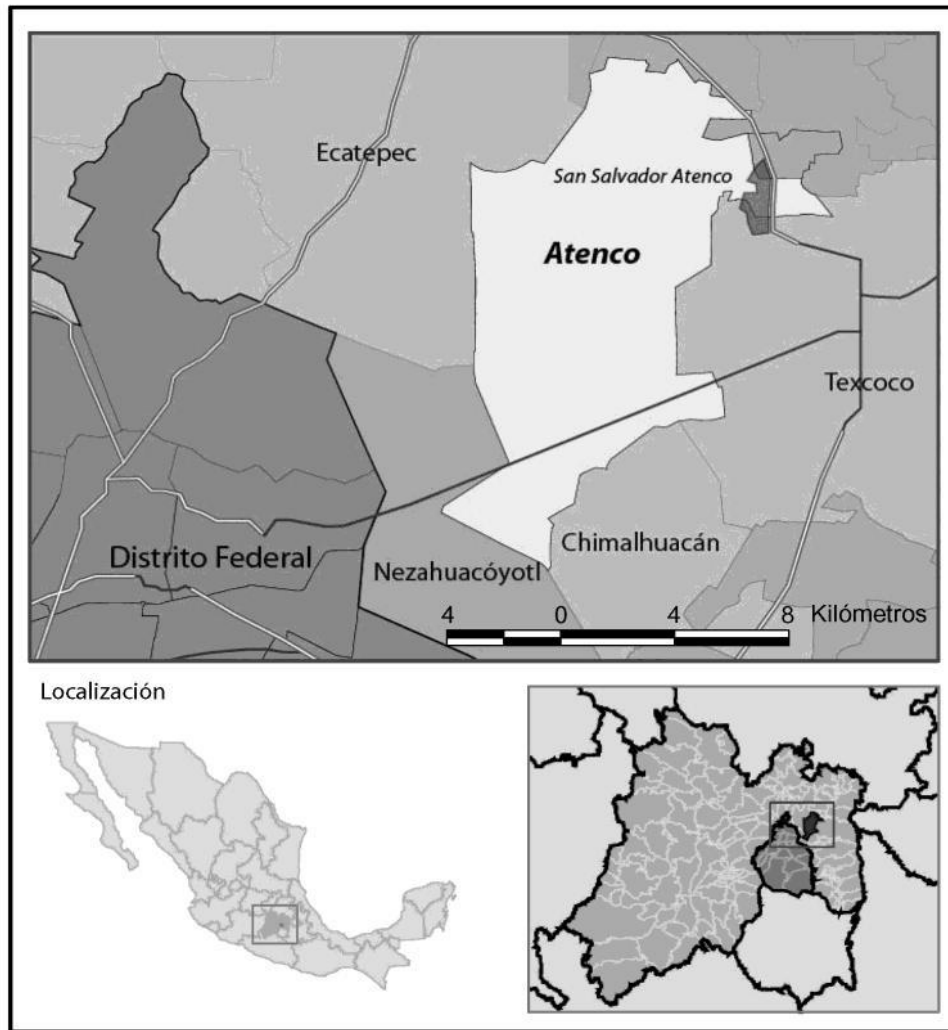 Ecatepec
San Salvador Atenco
Atenco
Texcoco
Distrito Federal
Chimalhuacán
Nezahuacóyotl
4 0 4 8 Kilómetros
Localización